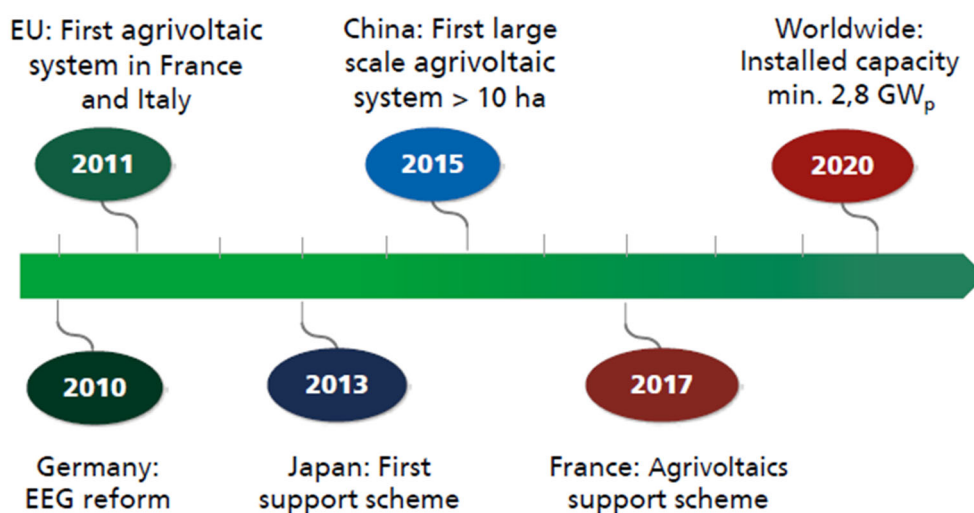 EU: First agrivoltaic
system in France
and Italy
China: First large
scale agrivoltaic
system > 10 ha
Worldwide:
Installed capacity
min. 2,8 GWp
2011
2015
2020
2010
2013
2017
Germany:
EEG reform
Japan: First
support scheme
France: Agrivoltaics
support scheme